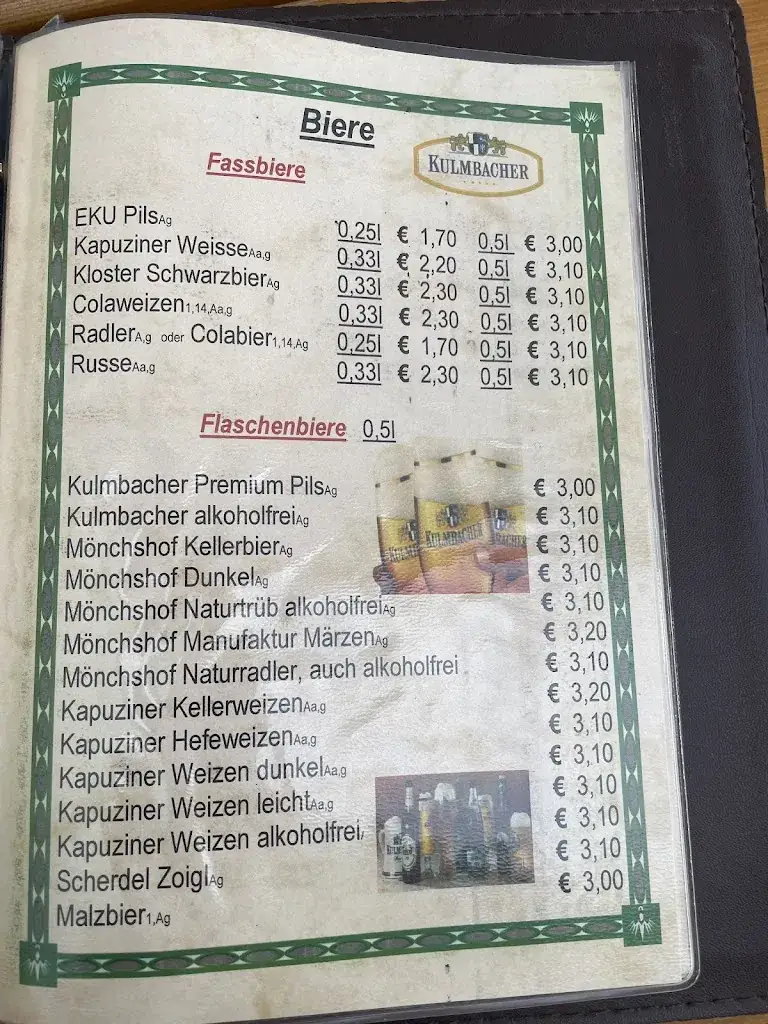 Biere
KULMBACHER
Fassbiere
EKU PilsAg 0,25l € 1,70 0,5l € 3,00
Kapuziner WeisseAa,g 0,33l € 2,20 0,5l € 3,10
Kloster SchwarzbierAg 0,33l € 2,30 0,5l € 3,10
Colaweizen1,14,Aa,g 0,33l € 2,30 0,5l € 3,10
RadlerA,g oder Colabier1,14,Ag 0,25l € 1,70 0,5l € 3,10
RusseAa,g 0,33l € 2,30 0,5l € 3,10
Flaschenbiere 0,5l
Kulmbacher Premium PilsAg € 3,00
Kulmbacher alkoholfreiAg € 3,10
Mönchshof KellerbierAg € 3,10
Mönchshof DunkelAg € 3,10
Mönchshof Naturtrüb alkoholfreiAg € 3,10
Mönchshof Manufaktur MärzenAg € 3,20
Mönchshof Naturradler, auch alkoholfrei € 3,10
Kapuziner KellerweizenAa,g € 3,20
Kapuziner HefeweizenAa,g € 3,10
Kapuziner Weizen dunkelAa,g € 3,10
Kapuziner Weizen leichtAa,g € 3,10
Kapuziner Weizen alkoholfrei € 3,10
Scherdel ZoiglAg € 3,10
Malzbier1,Ag € 3,00
KULMBACHER